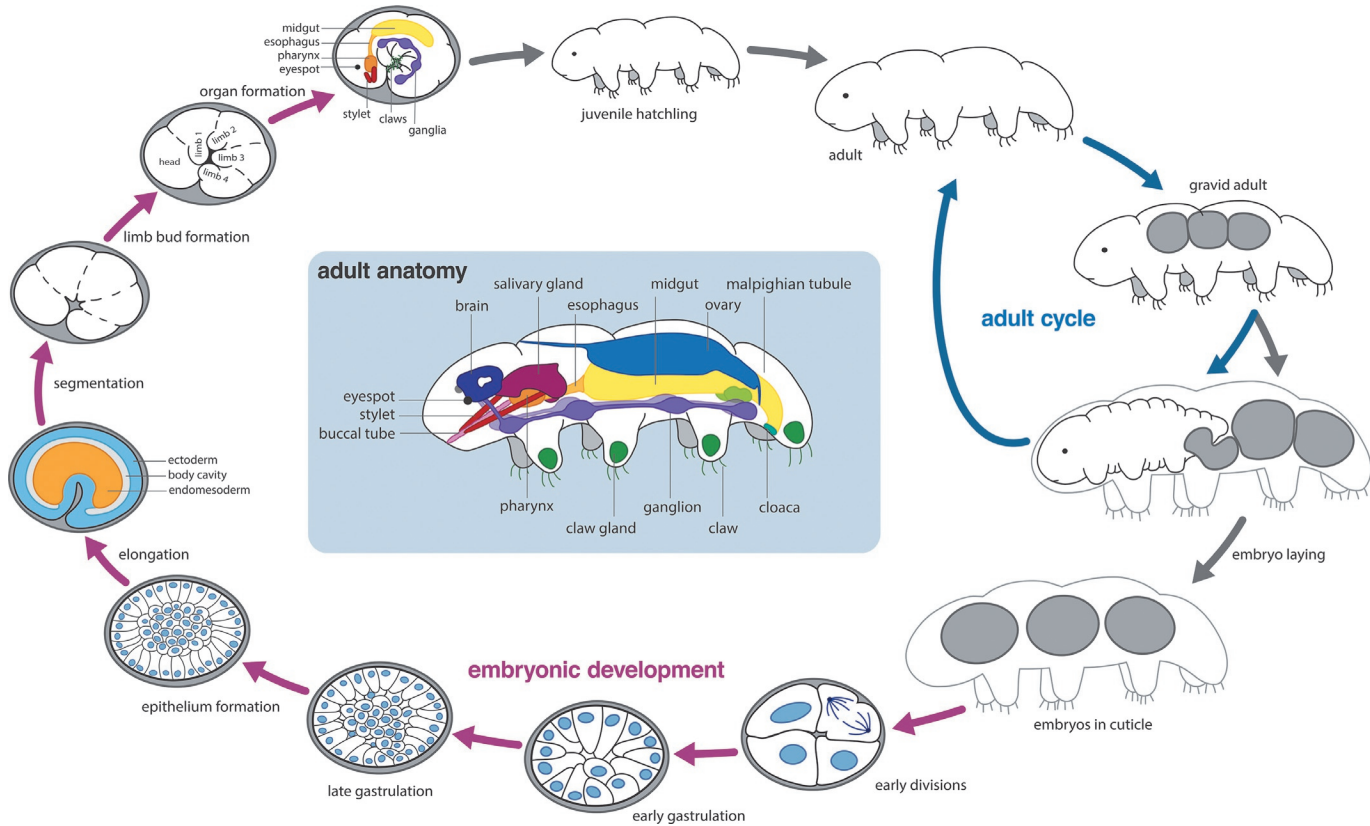 midgut
esophagus
pharynx
eyespot
stylet
claws
ganglia
organ formation
juvenile hatchling
adult
gravid adult
head
limb 1
limb 2
limb 3
limb 4
limb bud formation
segmentation
ectoderm
body cavity
endomesoderm
elongation
epithelium formation
late gastrulation
early gastrulation
early divisions
embryonic development
embryos in cuticle
embryo laying
adult cycle
adult anatomy
brain
salivary gland
esophagus
midgut
ovary
malpighian tubule
eyespot
stylet
buccal tube
pharynx
claw gland
ganglion
claw
cloaca